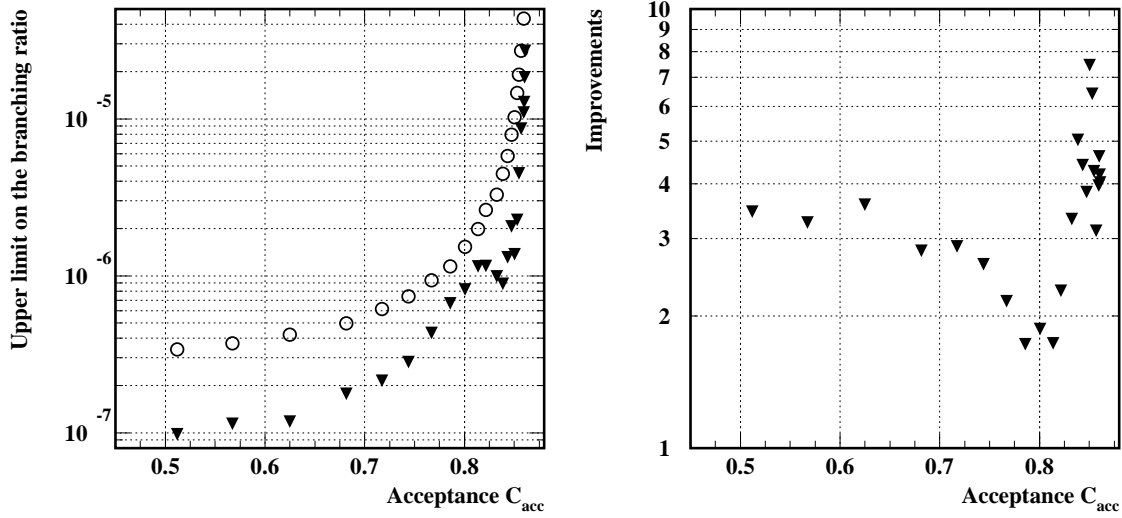 Upper limit on the branching ratio
10 -5
10 -6
10 -7
0.5 0.6 0.7 0.8
Acceptance C acc
Improvements
10
9
8
7
6
5
4
3
2
1
0.5 0.6 0.7 0.8
Acceptance C acc